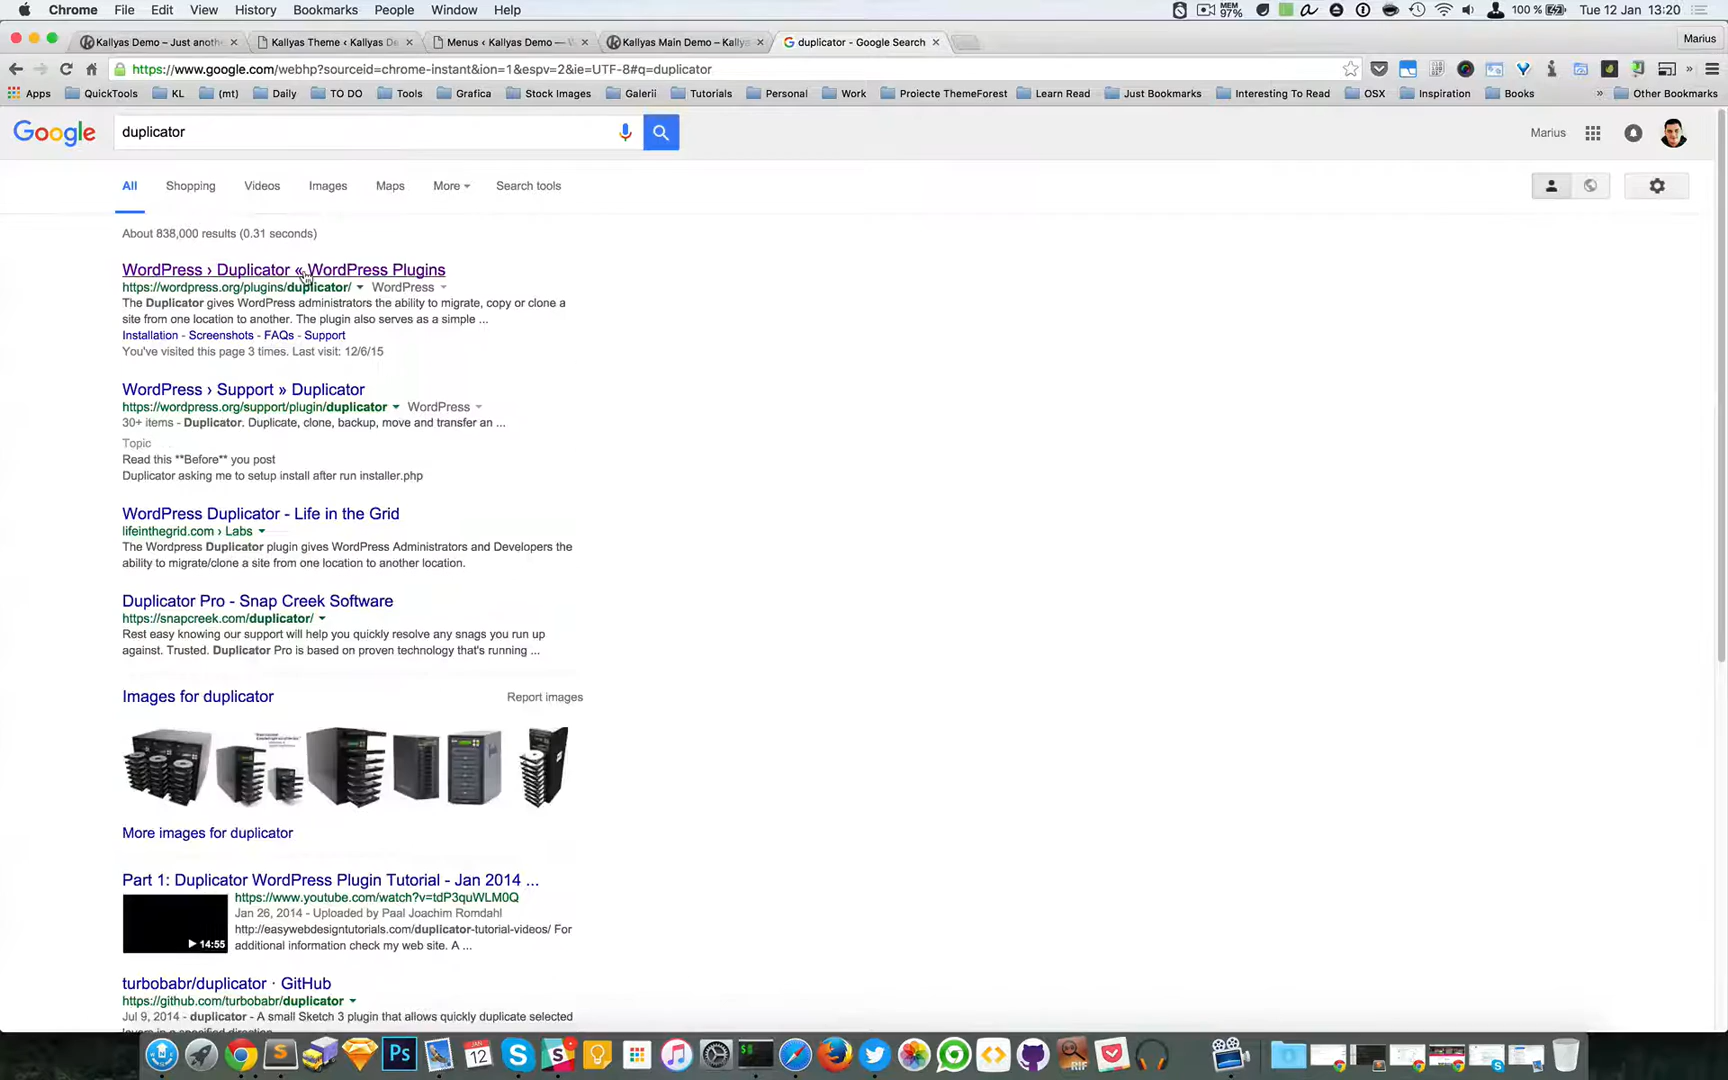 Chrome File Edit View History Bookmarks People Window Help MEM 97% 100 % Tue 12 Jan 13:20
Kallyas Demo – Just anoth × Kallyas Theme ‹ Kallyas De × Menus ‹ Kallyas Demo — × Kallyas Main Demo – Kally × duplicator - Google Search × Marius
https://www.google.com/webhp?sourceid=chrome-instant&ion=1&espv=2&ie=UTF-8#q=duplicator
Apps QuickTools KL (mt) Daily TO DO Tools Grafica Stock Images Galerii Tutorials Personal Work Proiecte ThemeForest Learn Read Just Bookmarks Interesting To Read OSX Inspiration Books » Other Bookmarks
Google duplicator Marius
All Shopping Videos Images Maps More Search tools
About 838,000 results (0.31 seconds)
WordPress › Duplicator « WordPress Plugins
https://wordpress.org/plugins/duplicator/ WordPress
The Duplicator gives WordPress administrators the ability to migrate, copy or clone a
site from one location to another. The plugin also serves as a simple ...
Installation - Screenshots - FAQs - Support
You've visited this page 3 times. Last visit: 12/6/15
WordPress › Support » Duplicator
https://wordpress.org/support/plugin/duplicator WordPress
30+ items - Duplicator. Duplicate, clone, backup, move and transfer an ...
Topic
Read this **Before** you post
Duplicator asking me to setup install after run installer.php
WordPress Duplicator - Life in the Grid
lifeinthegrid.com › Labs
The Wordpress Duplicator plugin gives WordPress Administrators and Developers the
ability to migrate/clone a site from one location to another location.
Duplicator Pro - Snap Creek Software
https://snapcreek.com/duplicator/
Rest easy knowing our support will help you quickly resolve any snags you run up
against. Trusted. Duplicator Pro is based on proven technology that's running ...
Images for duplicator Report images
More images for duplicator
Part 1: Duplicator WordPress Plugin Tutorial - Jan 2014 ...
https://www.youtube.com/watch?v=tdP3quWLM0Q
Jan 26, 2014 - Uploaded by Paal Joachim Romdahl
http://easywebdesigntutorials.com/duplicator-tutorial-videos/ For
additional information check my web site. A ...
14:55
turbobabr/duplicator · GitHub
https://github.com/turbobabr/duplicator
Jul 9, 2014 - duplicator - A small Sketch 3 plugin that allows quickly duplicate selected
Ps JAN 12 RIF